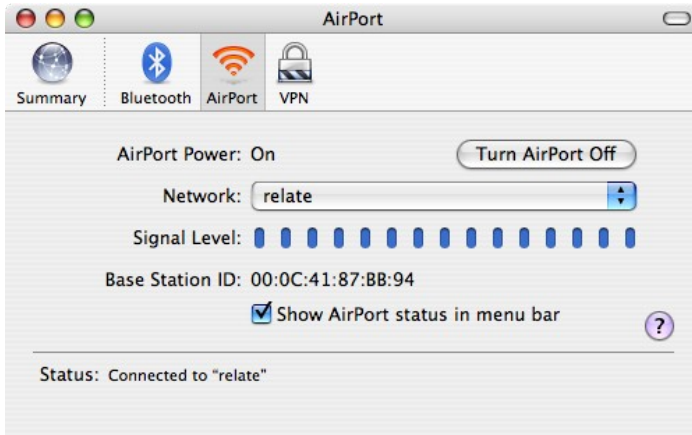 AirPort
Summary Bluetooth AirPort VPN
AirPort Power: On Turn AirPort Off
Network: relate
Signal Level:
Base Station ID: 00:0C:41:87:BB:94
Show AirPort status in menu bar
?
Status: Connected to “relate”